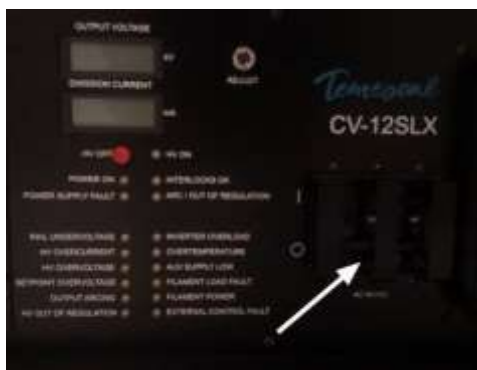 OUTPUT VOLTAGE
KV
EMISSION CURRENT
ADJUST
Temescal
CV-12SLX
HV OFF
HV ON
POWER ON
INTERLOCKS OK
POWER SUPPLY FAULT
ARC / OUT OF REGULATION
RAIL UNDERVOLTAGE
INVERTER OVERLOAD
HV OVERCURRENT
OVERTEMPERATURE
HV OVERVOLTAGE
AUX SUPPLY LOW
SETPOINT OVERVOLTAGE
FILAMENT LOAD FAULT
OUTPUT ARCING
FILAMENT POWER
HV OUT OF REGULATION
EXTERNAL CONTROL FAULT